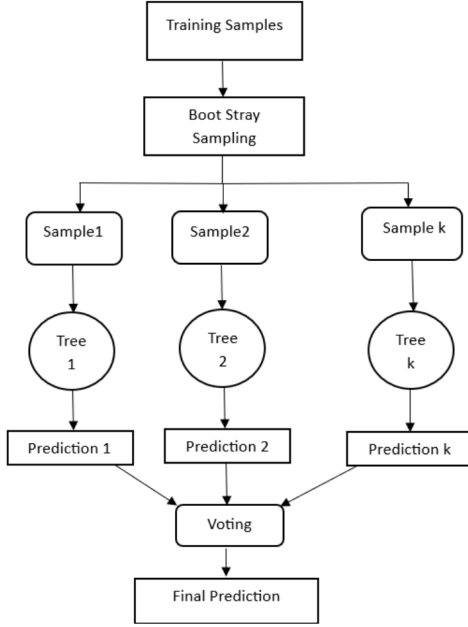 Training Samples
Boot Stray
Sampling
Sample1
Sample2
Sample k
Tree
1
Tree
2
Tree
k
Prediction 1
Prediction 2
Prediction k
Voting
Final Prediction